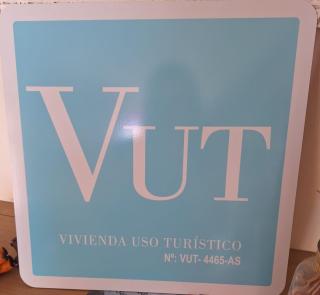 VUT
VIVIENDA USO TURÍSTICO
Nº: VUT- 4465-AS